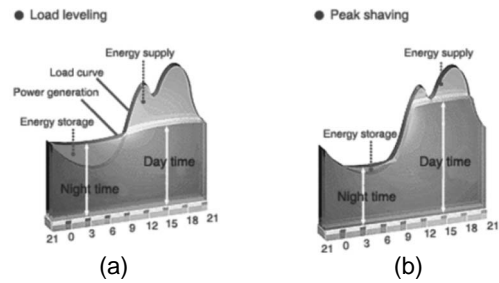 ● Load leveling
Energy supply
Load curve
Power generation
Energy storage
Day time
Night time
21 0 3 6 9 12 15 18 21
(a)
● Peak shaving
Energy supply
Energy storage
Day time
Night time
21 0 3 6 9 12 15 18 21
(b)